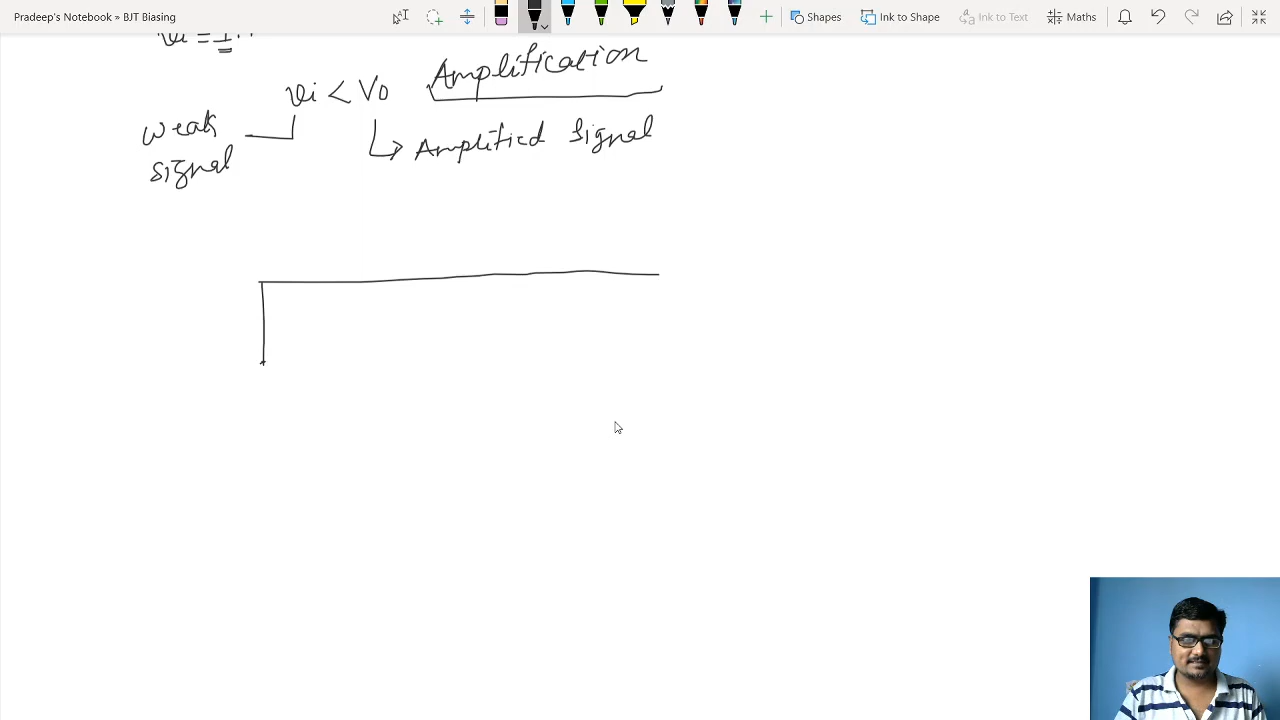 Pradeep's Notebook » BJT Biasing
Shapes
Ink to Shape
Ink to Text
Maths
Vi < Vo Amplification
weak
signal
Amplified signal